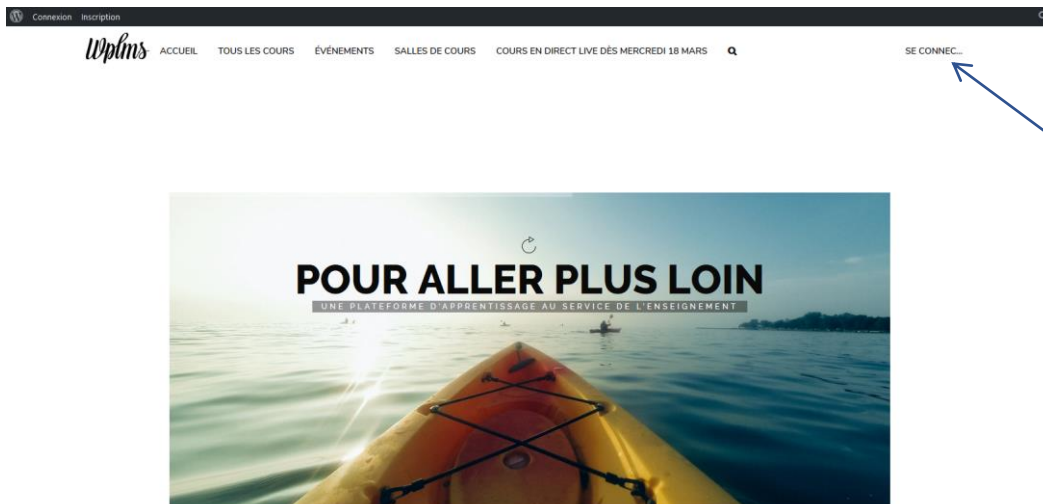 Connexion Inscription
Wplms ACCUEIL TOUS LES COURS ÉVÉNEMENTS SALLES DE COURS COURS EN DIRECT LIVE DÈS MERCREDI 18 MARS SE CONNEC...
POUR ALLER PLUS LOIN
UNE PLATEFORME D'APPRENTISSAGE AU SERVICE DE L'ENSEIGNEMENT